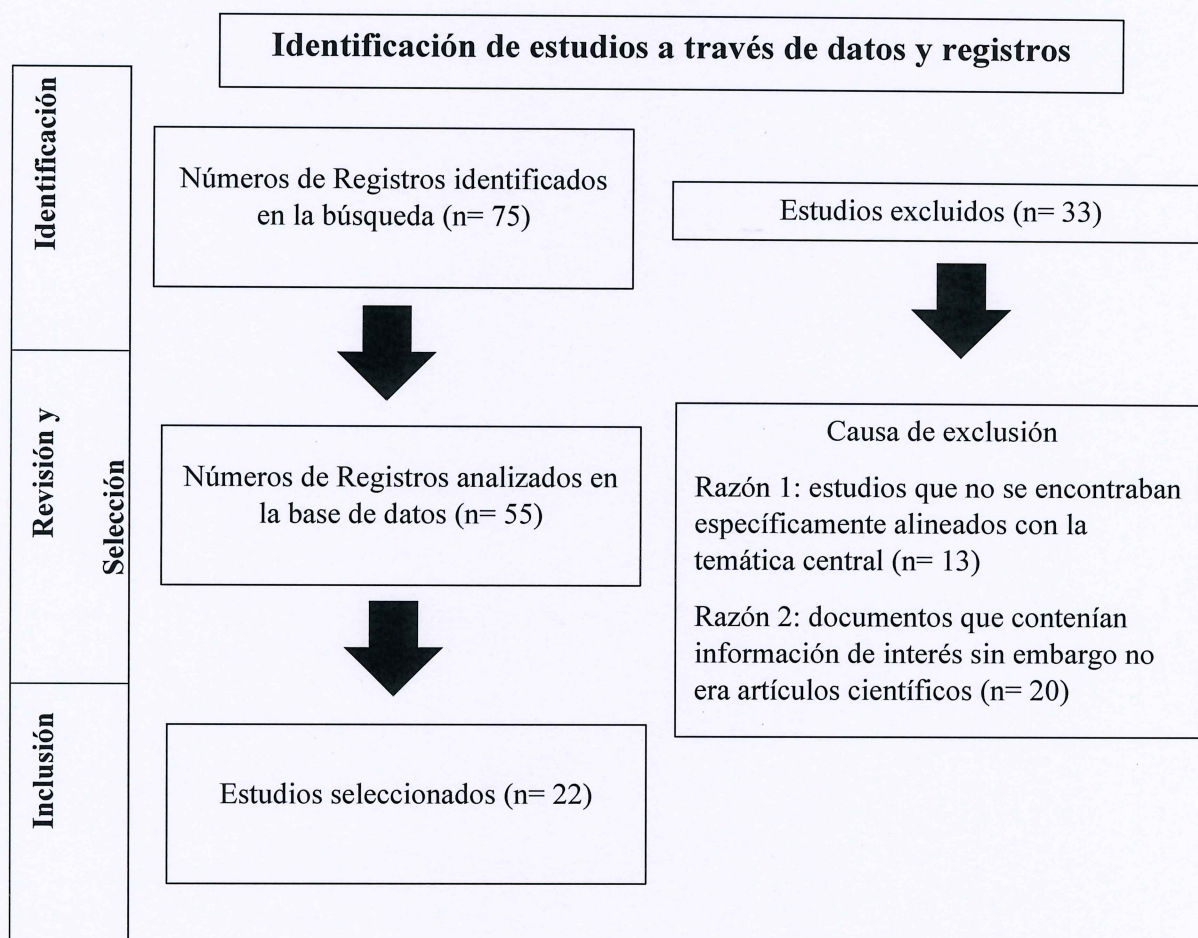 Identificación de estudios a través de datos y registros
Identificación
Números de Registros identificados
en la búsqueda (n= 75)
Estudios excluidos (n= 33)
Revisión y
Selección
Números de Registros analizados en
la base de datos (n= 55)
Causa de exclusión
Razón 1: estudios que no se encontraban
específicamente alineados con la
temática central (n= 13)
Razón 2: documentos que contenían
información de interés sin embargo no
era artículos científicos (n= 20)
Inclusión
Estudios seleccionados (n= 22)